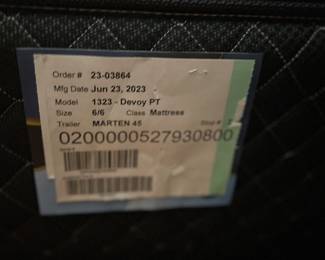 Order # 23-03864
Mfg Date Jun 23, 2023
Model 1323 - Devoy PT
Size 6/6 Class Mattress
Trailer MARTEN 45 Stop #
0200000527930800